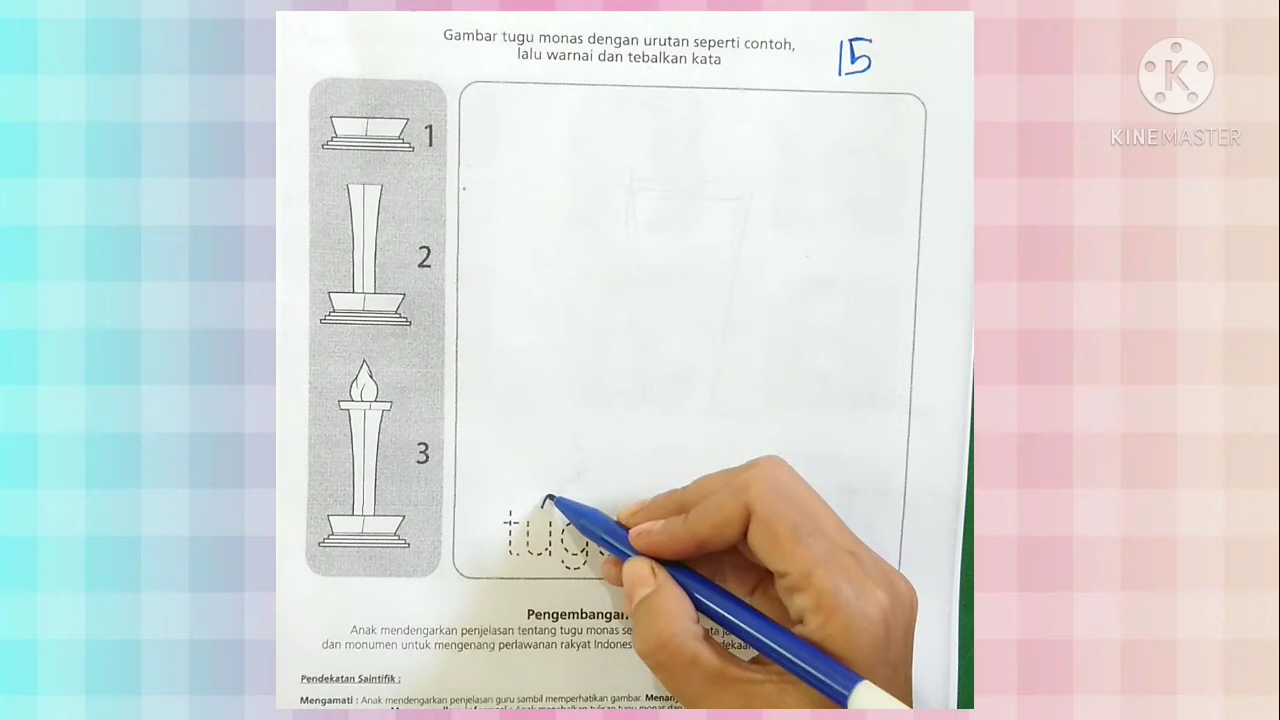 Gambar tugu monas dengan urutan seperti contoh,
lalu warnai dan tebalkan kata
15
K
KINEMASTER
1
2
3
tug
Pengembangan
Anak mendengarkan penjelasan tentang tugu monas
dan monumen untuk mengenang perlawanan rakyat
Pendekatan Saintifik :
Mengamati : Anak mendengarkan penjelasan guru sambil memperhatikan gambar.